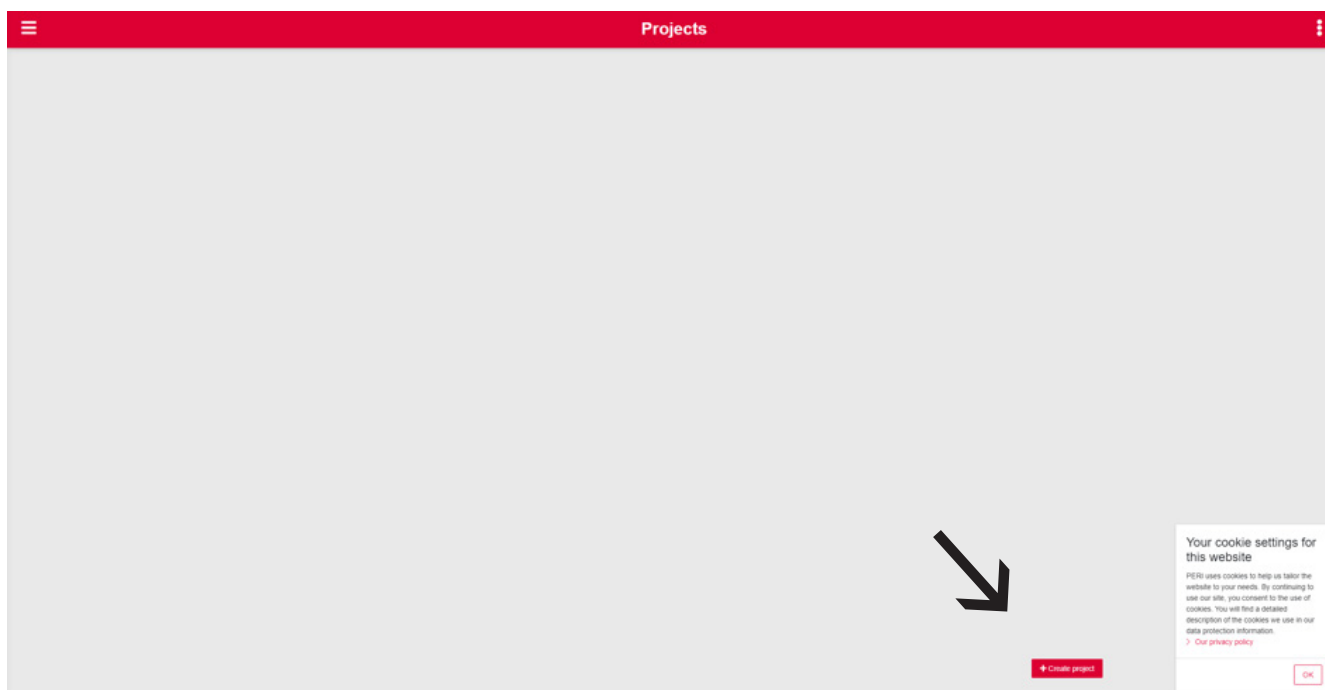 Projects
Your cookie settings for
this website
PERI uses cookies to help us tailor the
website to your needs. By continuing to
use our site, you consent to the use of
cookies. You will find a detailed
description of the cookies we use in our
data protection information.
> Our privacy policy
+ Create project
OK